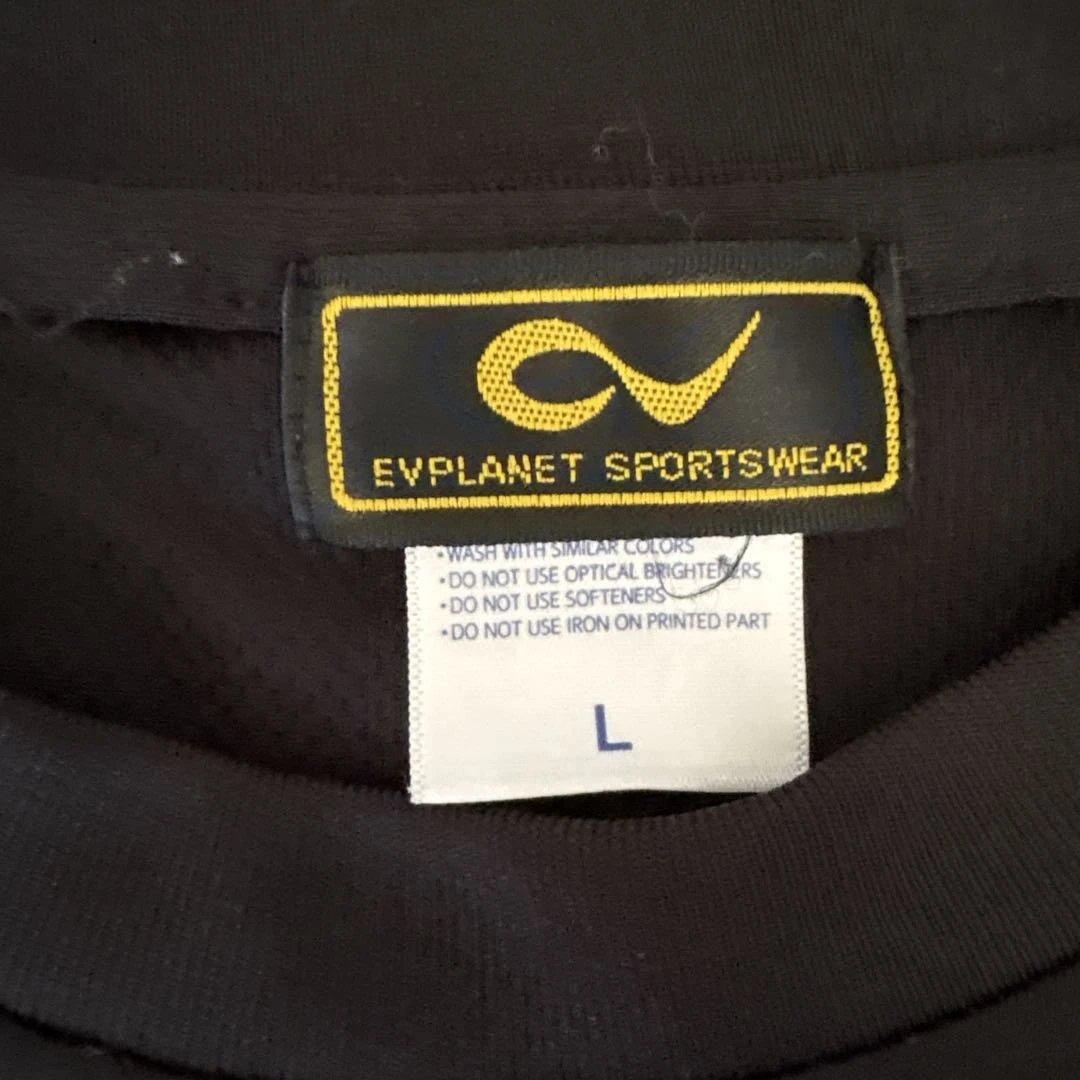 EVPLANET SPORTSWEAR
•WASH WITH SIMILAR COLORS
•DO NOT USE OPTICAL BRIGHTENERS
•DO NOT USE SOFTENERS
•DO NOT USE IRON ON PRINTED PART
L